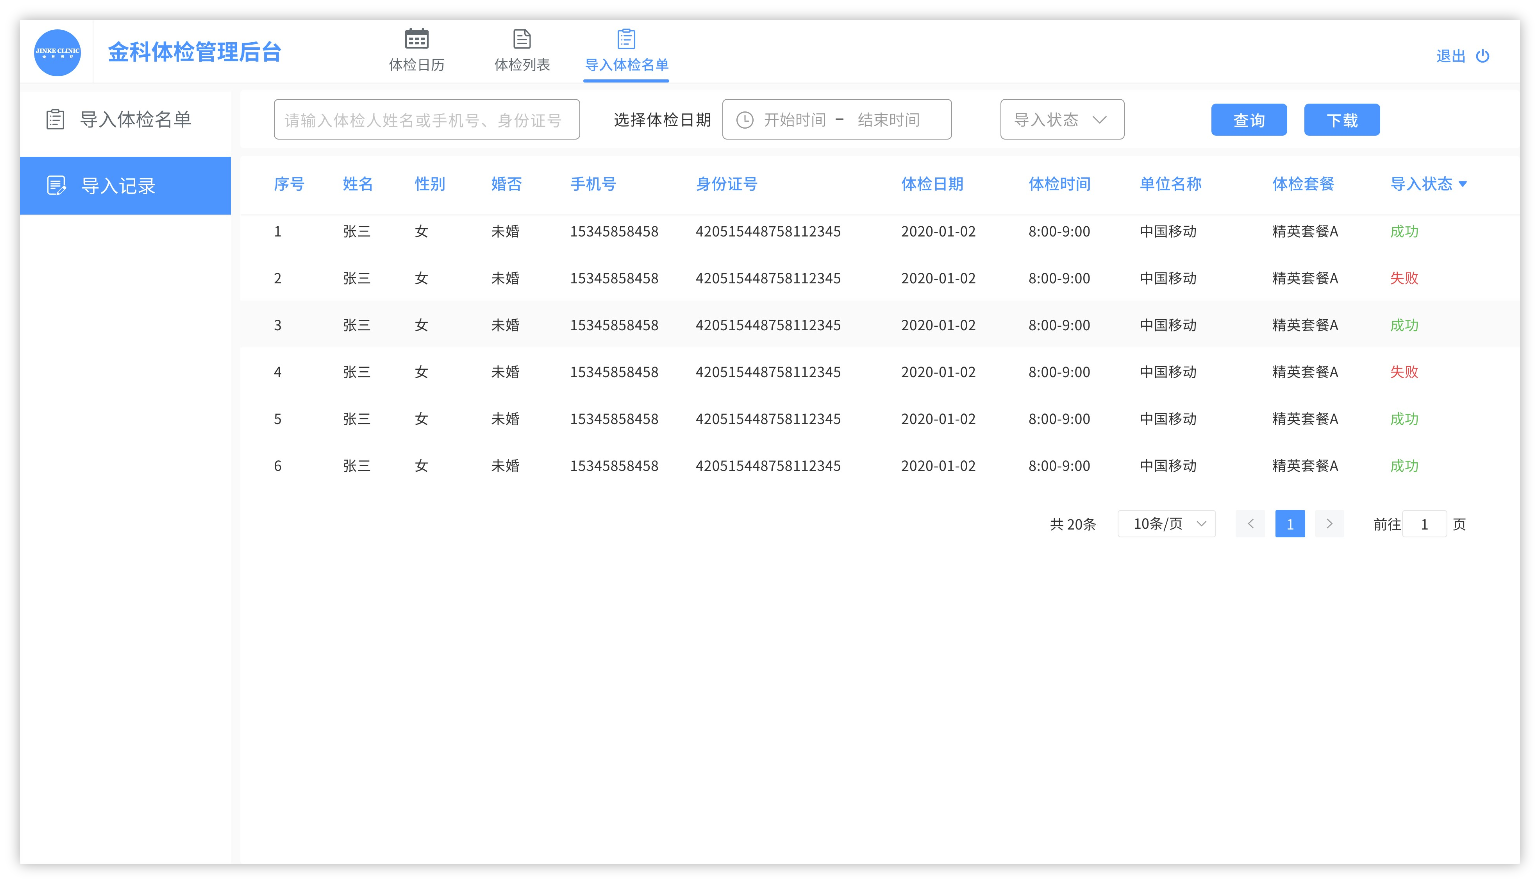 JINKE CLINIC
金科体检管理后台
体检日历
体检列表
导入体检名单
退出
导入体检名单
导入记录
请输入体检人姓名或手机号、身份证号
选择体检日期
开始时间 - 结束时间
导入状态
查询
下载
序号 姓名 性别 婚否 手机号 身份证号 体检日期 体检时间 单位名称 体检套餐 导入状态
1 张三 女 未婚 15345858458 420515448758112345 2020-01-02 8:00-9:00 中国移动 精英套餐A 成功
2 张三 女 未婚 15345858458 420515448758112345 2020-01-02 8:00-9:00 中国移动 精英套餐A 失败
3 张三 女 未婚 15345858458 420515448758112345 2020-01-02 8:00-9:00 中国移动 精英套餐A 成功
4 张三 女 未婚 15345858458 420515448758112345 2020-01-02 8:00-9:00 中国移动 精英套餐A 失败
5 张三 女 未婚 15345858458 420515448758112345 2020-01-02 8:00-9:00 中国移动 精英套餐A 成功
6 张三 女 未婚 15345858458 420515448758112345 2020-01-02 8:00-9:00 中国移动 精英套餐A 成功
共 20条 10条/页 1 前往 1 页